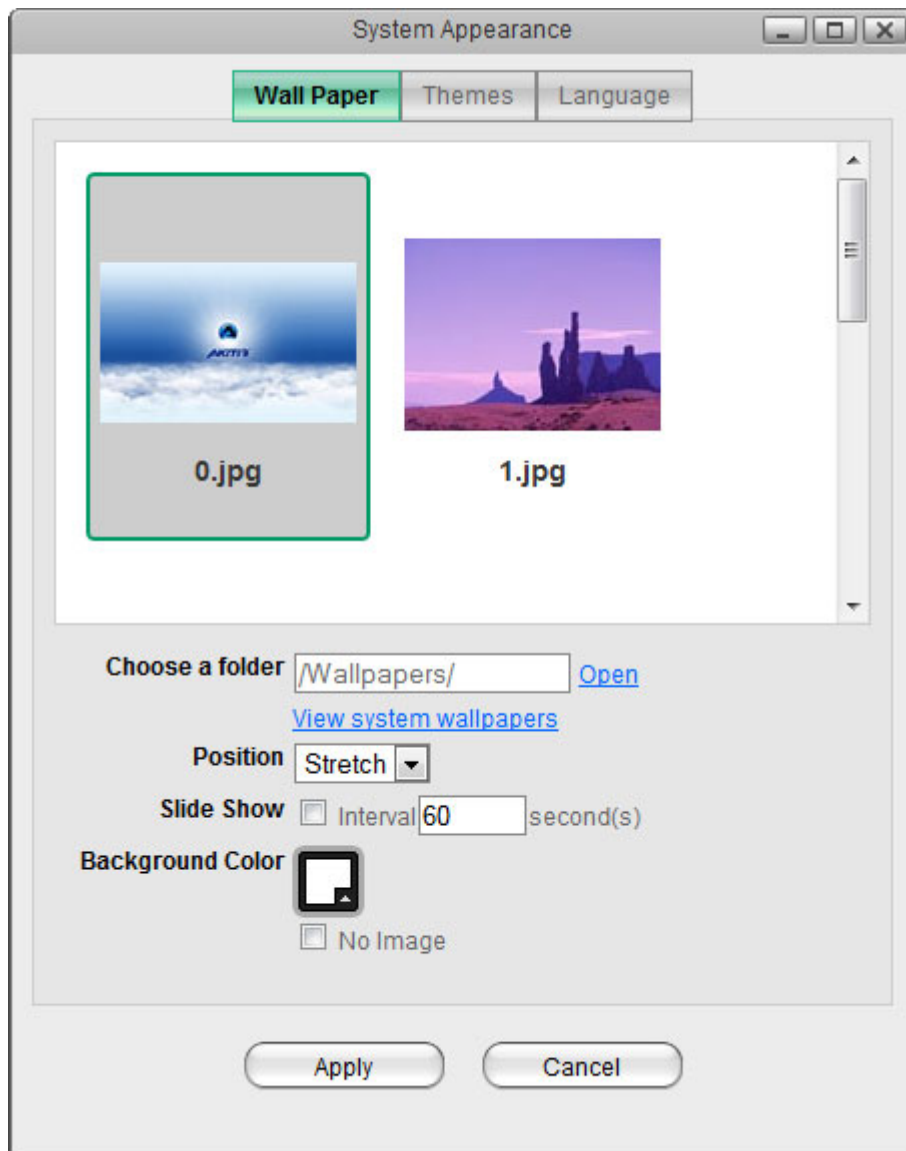 System Appearance
Wall Paper Themes Language
AKiTiO
0.jpg 1.jpg
Choose a folder /Wallpapers/ Open
View system wallpapers
Position Stretch
Slide Show Interval 60 second(s)
Background Color
No Image
Apply Cancel